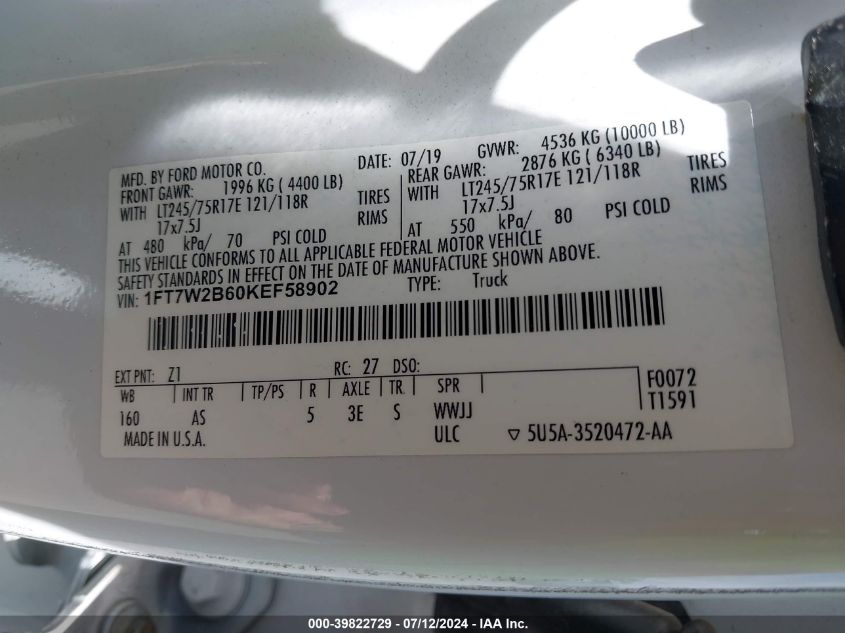 MFD. BY FORD MOTOR CO. DATE: 07/19 GVWR: 4536 KG (10000 LB)
FRONT GAWR: 1996 KG ( 4400 LB) REAR GAWR: 2876 KG ( 6340 LB)
WITH LT245/75R17E 121/118R TIRES WITH LT245/75R17E 121/118R TIRES
17x7.5J RIMS 17x7.5J RIMS
AT 480 kPa/ 70 PSI COLD AT 550 kPa/ 80 PSI COLD
THIS VEHICLE CONFORMS TO ALL APPLICABLE FEDERAL MOTOR VEHICLE
SAFETY STANDARDS IN EFFECT ON THE DATE OF MANUFACTURE SHOWN ABOVE.
VIN: 1FT7W2B60KEF58902 TYPE: Truck
EXT PNT: Z1 RC: 27 DSO:
WB INT TR TP/PS R AXLE TR. SPR F0072
160 AS 5 3E S WWJJ T1591
MADE IN U.S.A. ULC ▽ 5U5A-3520472-AA
000-39822729 - 07/12/2024 - IAA Inc.